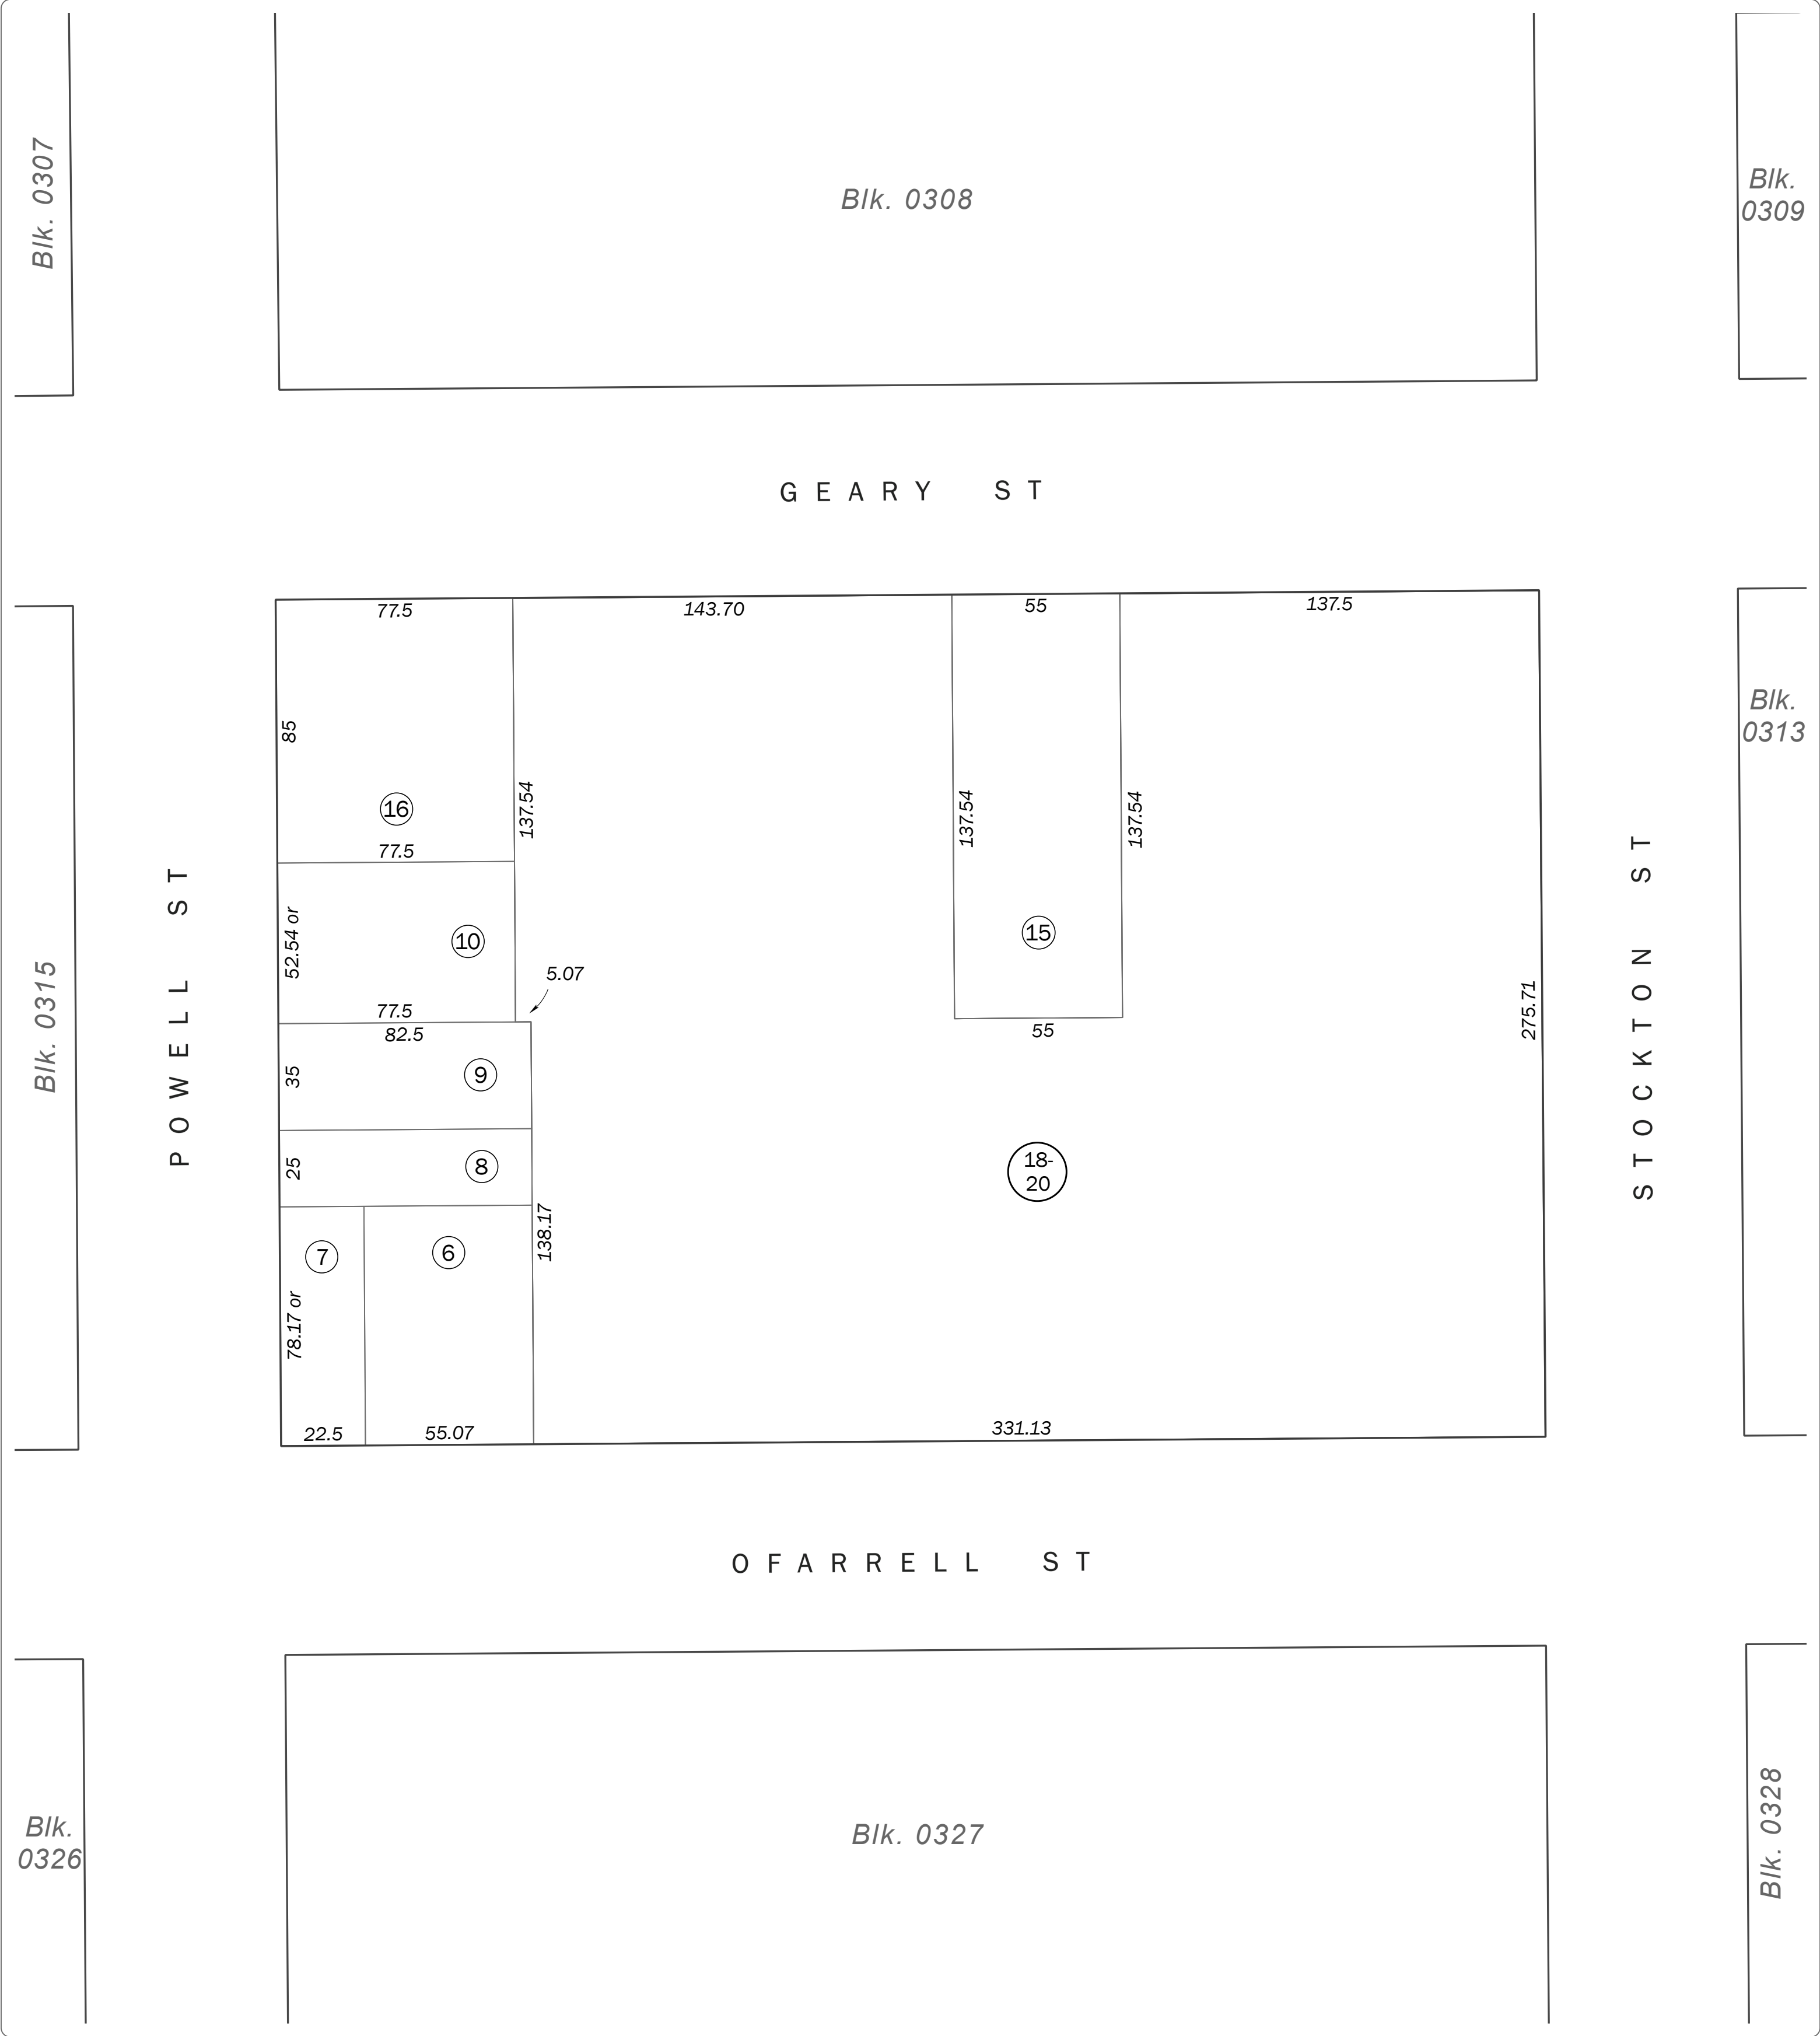 Blk. 0307
Blk. 0308
Blk.
0309
GEARY ST
77.5
143.70
55
137.5
85
16
77.5
137.54
137.54
137.54
15
55
Blk.
0313
52.54 or
10
77.5
5.07
82.5
35
9
25
8
138.17
7
6
78.17 or
22.5
55.07
18-
20
331.13
275.71
POWELL ST
STOCKTON ST
Blk. 0315
OFARRELL ST
Blk.
0326
Blk. 0327
Blk. 0328